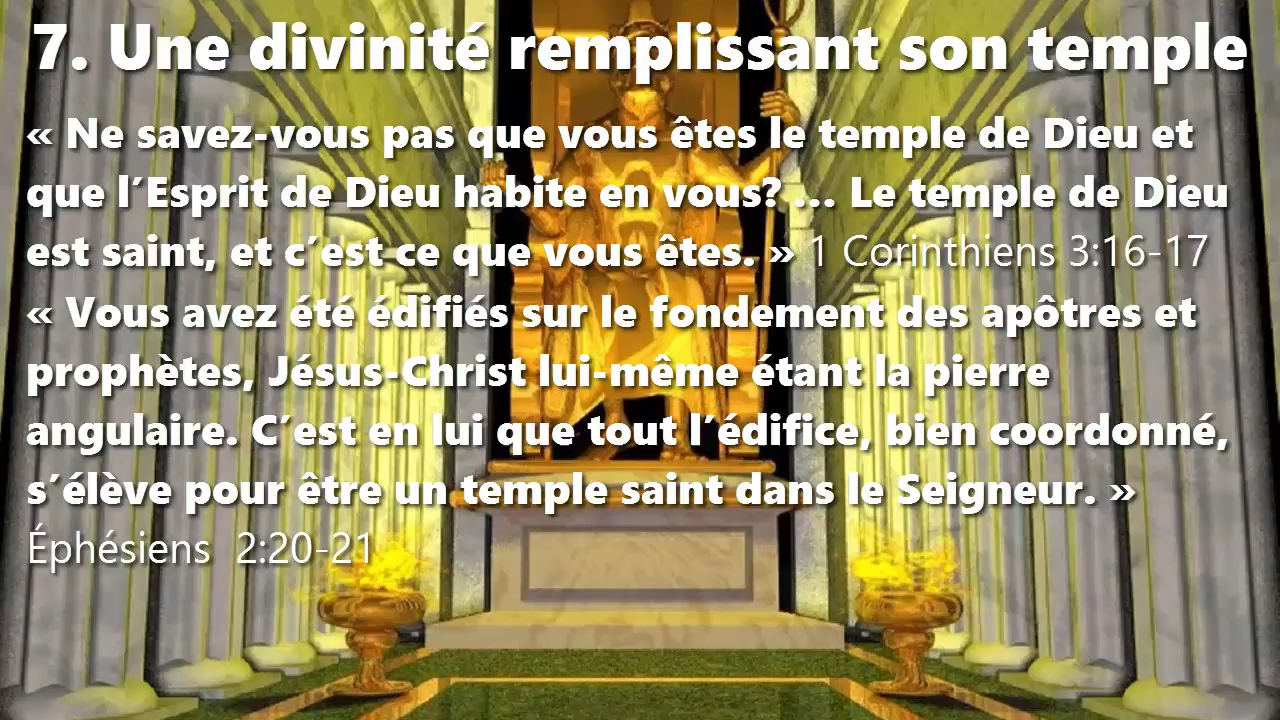 7. Une divinité remplissant son temple
« Ne savez-vous pas que vous êtes le temple de Dieu et
que l´Esprit de Dieu habite en vous? … Le temple de Dieu
est saint, et c´est ce que vous êtes. » 1 Corinthiens 3:16-17
« Vous avez été édifiés sur le fondement des apôtres et
prophètes, Jésus-Christ lui-même étant la pierre
angulaire. C´est en lui que tout l´édifice, bien coordonné,
s´élève pour être un temple saint dans le Seigneur. »
Éphésiens  2:20-21